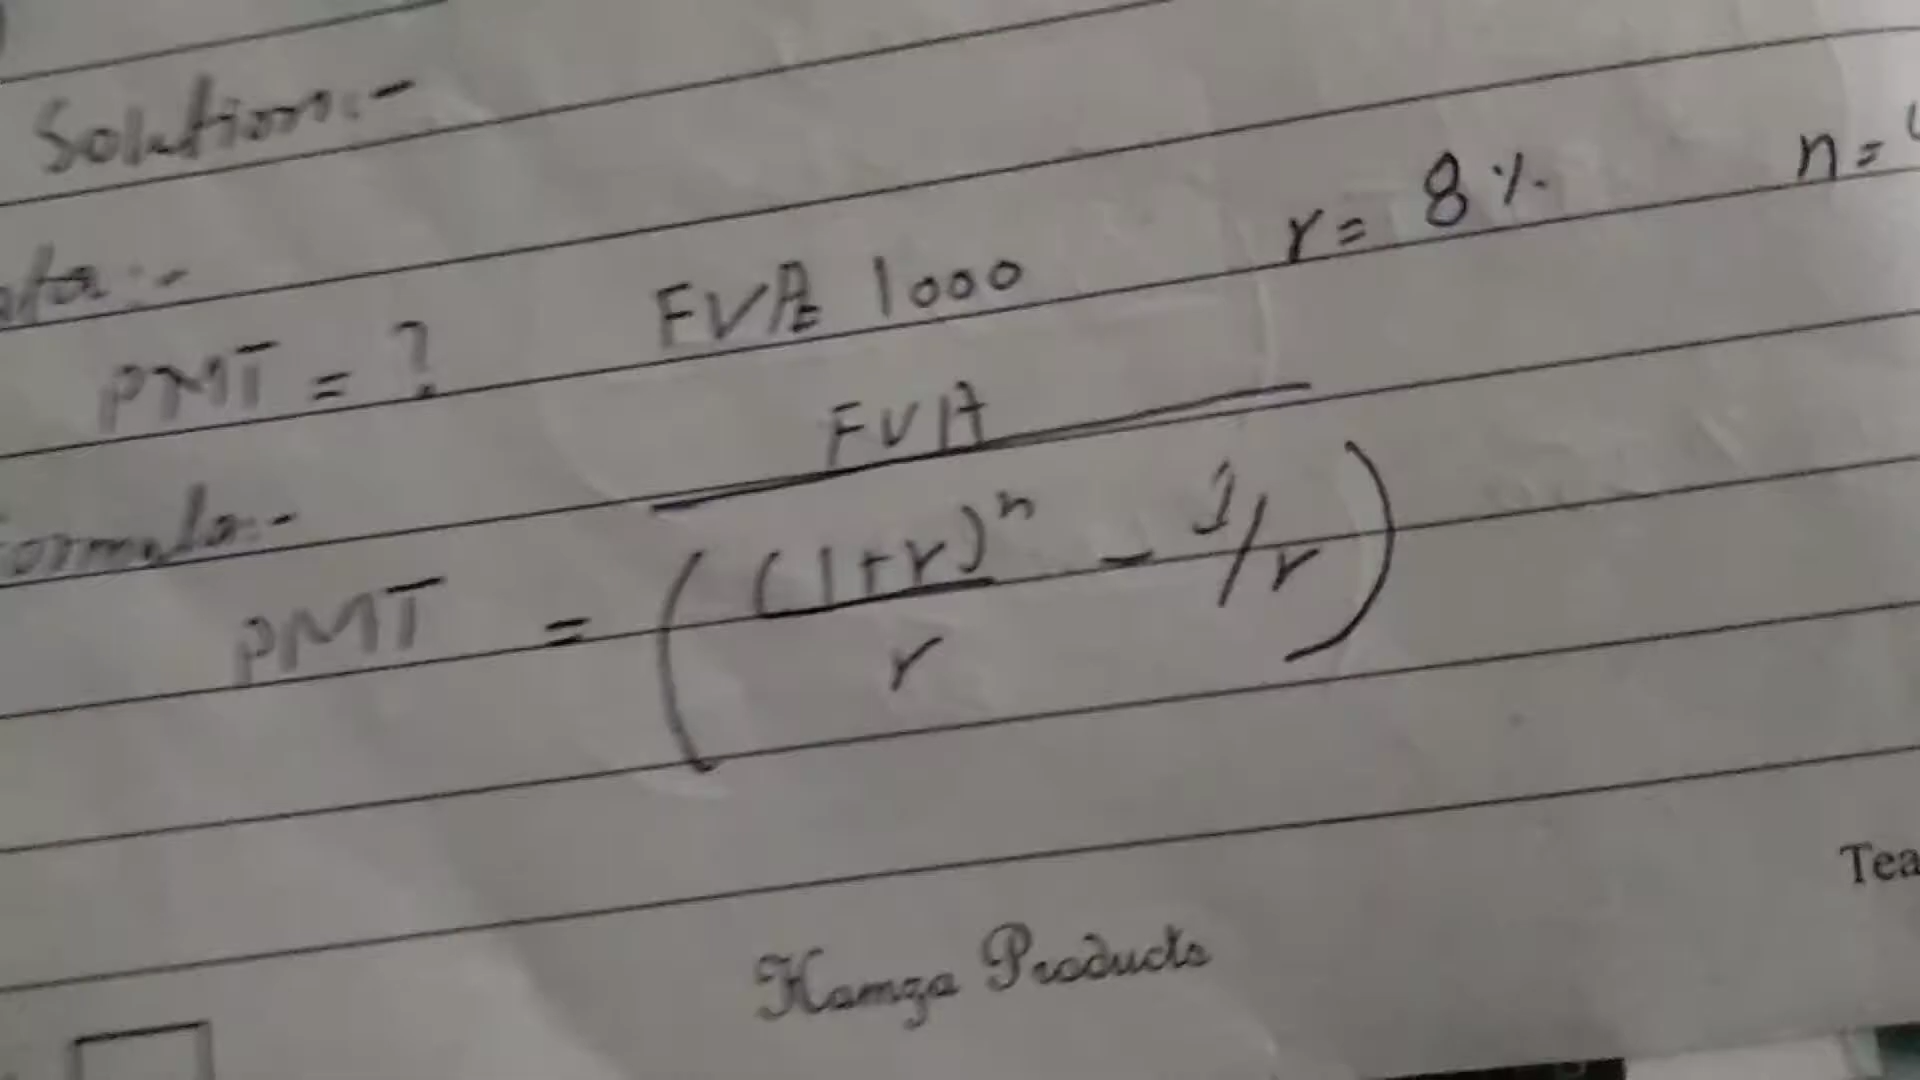 Solution:-
PMT = ? FVA= 1000 r= 8% n=
FVA
PMT = ( (1+r)^n / r - 1/r )
Tea
Hamza Products